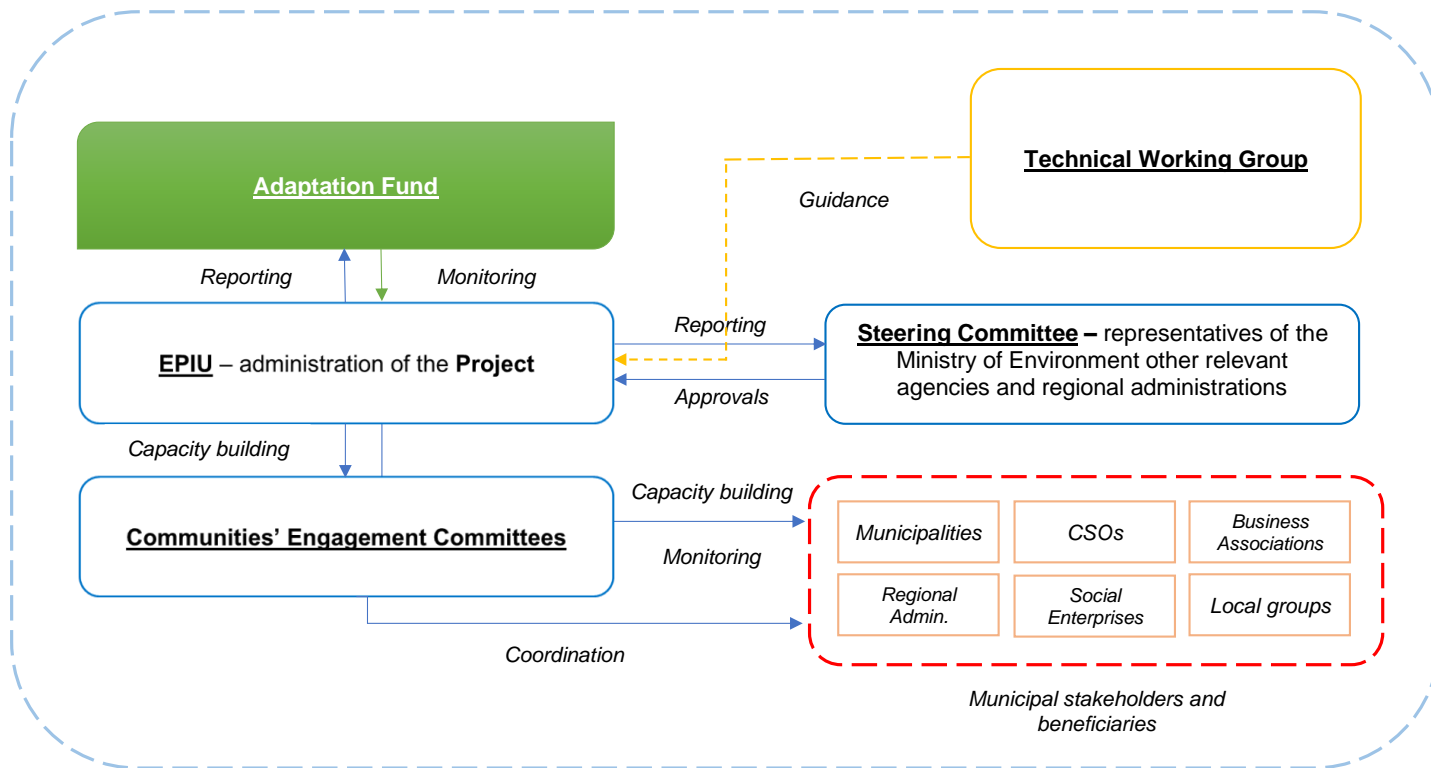 Technical Working Group
Adaptation Fund
Guidance
Reporting
Monitoring
Reporting
Steering Committee – representatives of the
Ministry of Environment other relevant
agencies and regional administrations
EPIU – administration of the Project
Approvals
Capacity building
Capacity building
Municipalities
CSOs
Business
Associations
Communities’ Engagement Committees
Monitoring
Regional
Admin.
Social
Enterprises
Local groups
Coordination
Municipal stakeholders and
beneficiaries